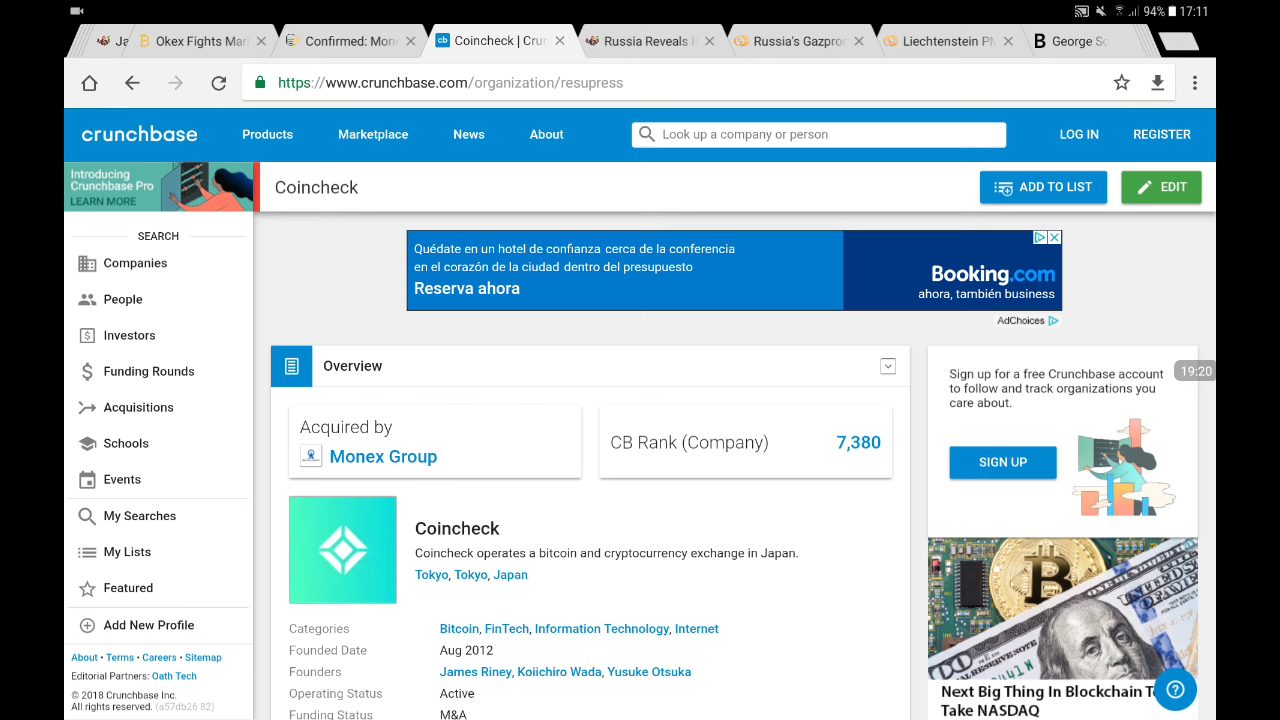 94% 17:11
Ja
Okex Fights Mar
Confirmed: Mone
Coincheck | Crun
Russia Reveals
Russia's Gazpro
Liechtenstein
George So
https://www.crunchbase.com/organization/resupress
crunchbase
Products
Marketplace
News
About
Look up a company or person
LOG IN
REGISTER
Introducing
Crunchbase Pro
LEARN MORE
Coincheck
ADD TO LIST
EDIT
SEARCH
Companies
People
Investors
Funding Rounds
Acquisitions
Schools
Events
My Searches
My Lists
Featured
Add New Profile
About • Terms • Careers • Sitemap
Editorial Partners: Oath Tech
© 2018 Crunchbase Inc.
All rights reserved. (a57db26 82)
Quédate en un hotel de confianza cerca de la conferencia
en el corazón de la ciudad dentro del presupuesto
Reserva ahora
Booking.com
ahora, también business
AdChoices
Overview
Acquired by
Monex Group
CB Rank (Company)
7,380
Coincheck
Coincheck operates a bitcoin and cryptocurrency exchange in Japan.
Tokyo, Tokyo, Japan
Categories
Bitcoin, FinTech, Information Technology, Internet
Founded Date
Aug 2012
Founders
James Riney, Koiichiro Wada, Yusuke Otsuka
Operating Status
Active
Funding Status
M&A
Sign up for a free Crunchbase account
to follow and track organizations you
care about.
19:20
SIGN UP
Next Big Thing In Blockchain
Take NASDAQ